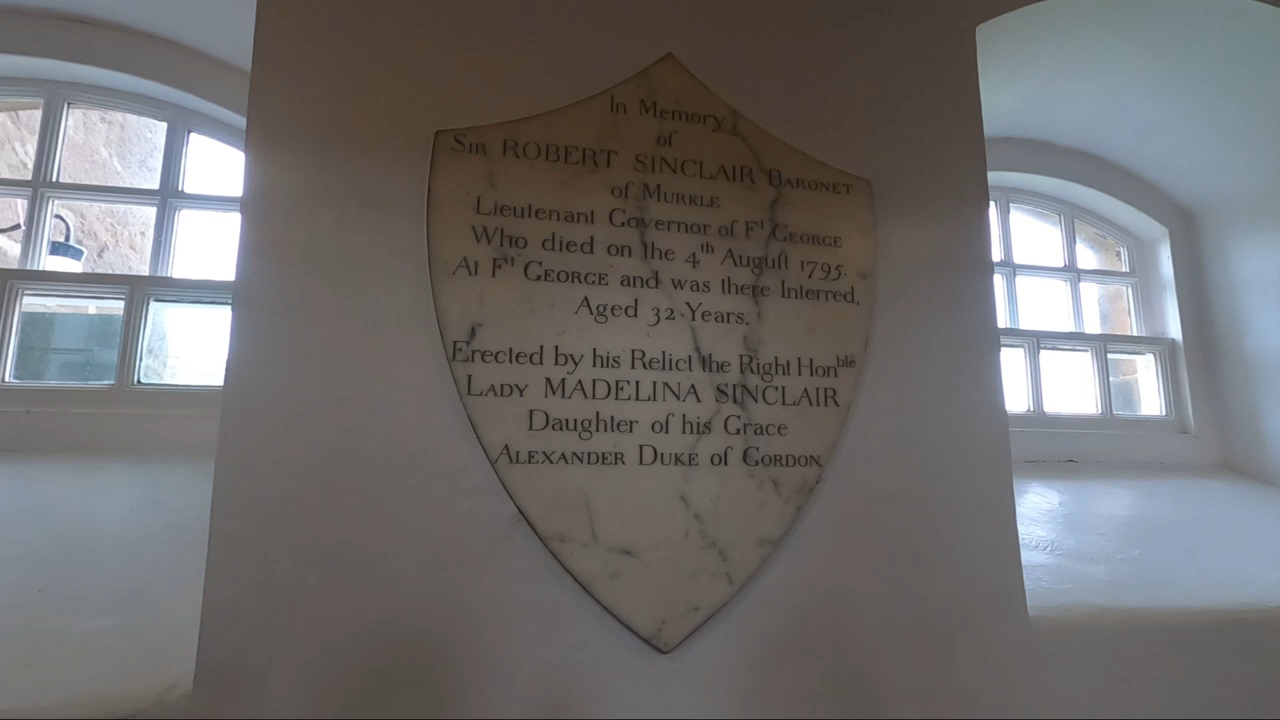 In Memory
of
Sir ROBERT SINCLAIR Baronet
of Murkle
Lieutenant Governor of Ft George
Who died on the 4th August 1795.
At Ft George and was there Interred,
Aged 32 Years.
Erected by his Relict the Right Honble
Lady MADELINA SINCLAIR
Daughter of his Grace
Alexander Duke of Gordon